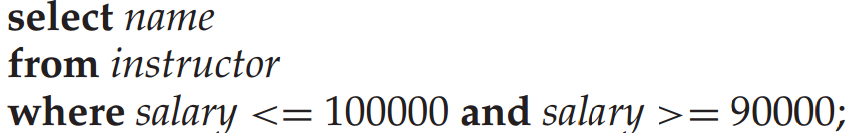 select name
from instructor
where salary <= 100000 and salary >= 90000;